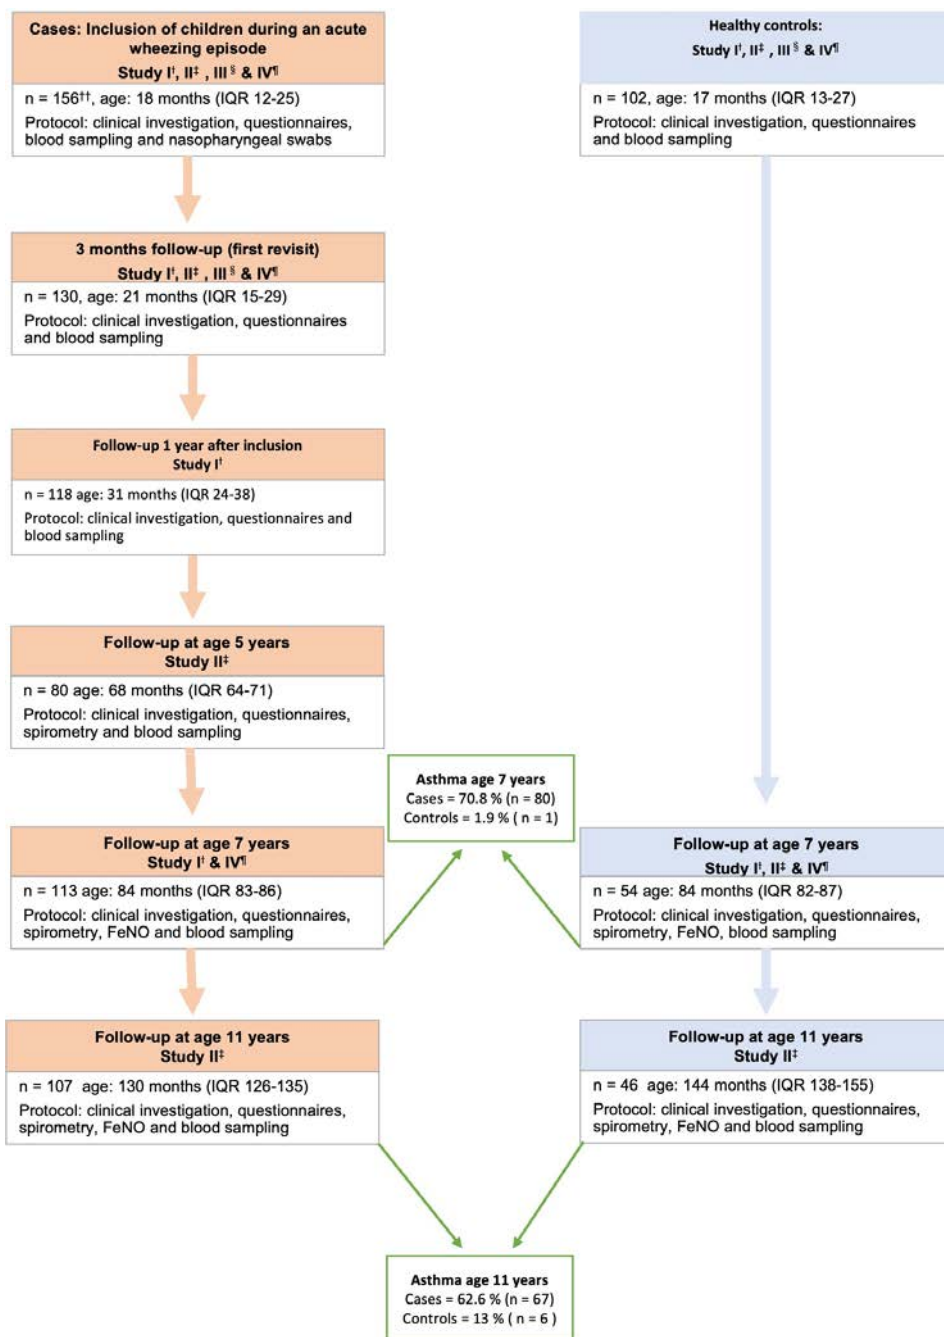 Cases: Inclusion of children during an acute
wheezing episode
Study I†, II‡ , III § & IV¶
n = 156††, age: 18 months (IQR 12-25)
Protocol: clinical investigation, questionnaires,
blood sampling and nasopharyngeal swabs
Healthy controls:
Study I†, II‡ , III § & IV¶
n = 102, age: 17 months (IQR 13-27)
Protocol: clinical investigation, questionnaires
and blood sampling
3 months follow-up (first revisit)
Study I†, II‡ , III § & IV¶
n = 130, age: 21 months (IQR 15-29)
Protocol: clinical investigation, questionnaires
and blood sampling
Follow-up 1 year after inclusion
Study I†
n = 118 age: 31 months (IQR 24-38)
Protocol: clinical investigation, questionnaires and
blood sampling
Follow-up at age 5 years
Study II‡
n = 80 age: 68 months (IQR 64-71)
Protocol: clinical investigation, questionnaires,
spirometry and blood sampling
Asthma age 7 years
Cases = 70.8 % (n = 80)
Controls = 1.9 % ( n = 1)
Follow-up at age 7 years
Study I† & IV¶
n = 113 age: 84 months (IQR 83-86)
Protocol: clinical investigation, questionnaires,
spirometry, FeNO and blood sampling
Follow-up at age 7 years
Study I†, II‡ & IV¶
n = 54 age: 84 months (IQR 82-87)
Protocol: clinical investigation, questionnaires,
spirometry, FeNO, blood sampling
Follow-up at age 11 years
Study II‡
n = 107 age: 130 months (IQR 126-135)
Protocol: clinical investigation, questionnaires,
spirometry, FeNO and blood sampling
Follow-up at age 11 years
Study II‡
n = 46 age: 144 months (IQR 138-155)
Protocol: clinical investigation, questionnaires,
spirometry, FeNO and blood sampling
Asthma age 11 years
Cases = 62.6 % (n = 67)
Controls = 13 % ( n = 6 )